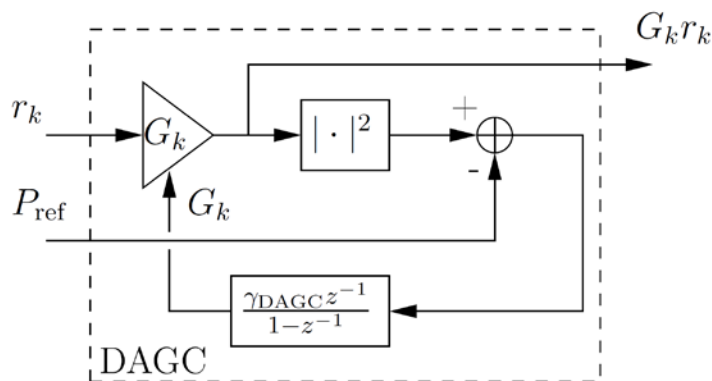 G_k r_k
r_k
G_k
| · |^2
+
-
P_ref
G_k
γ_DAGC z^{-1}
1-z^{-1}
DAGC